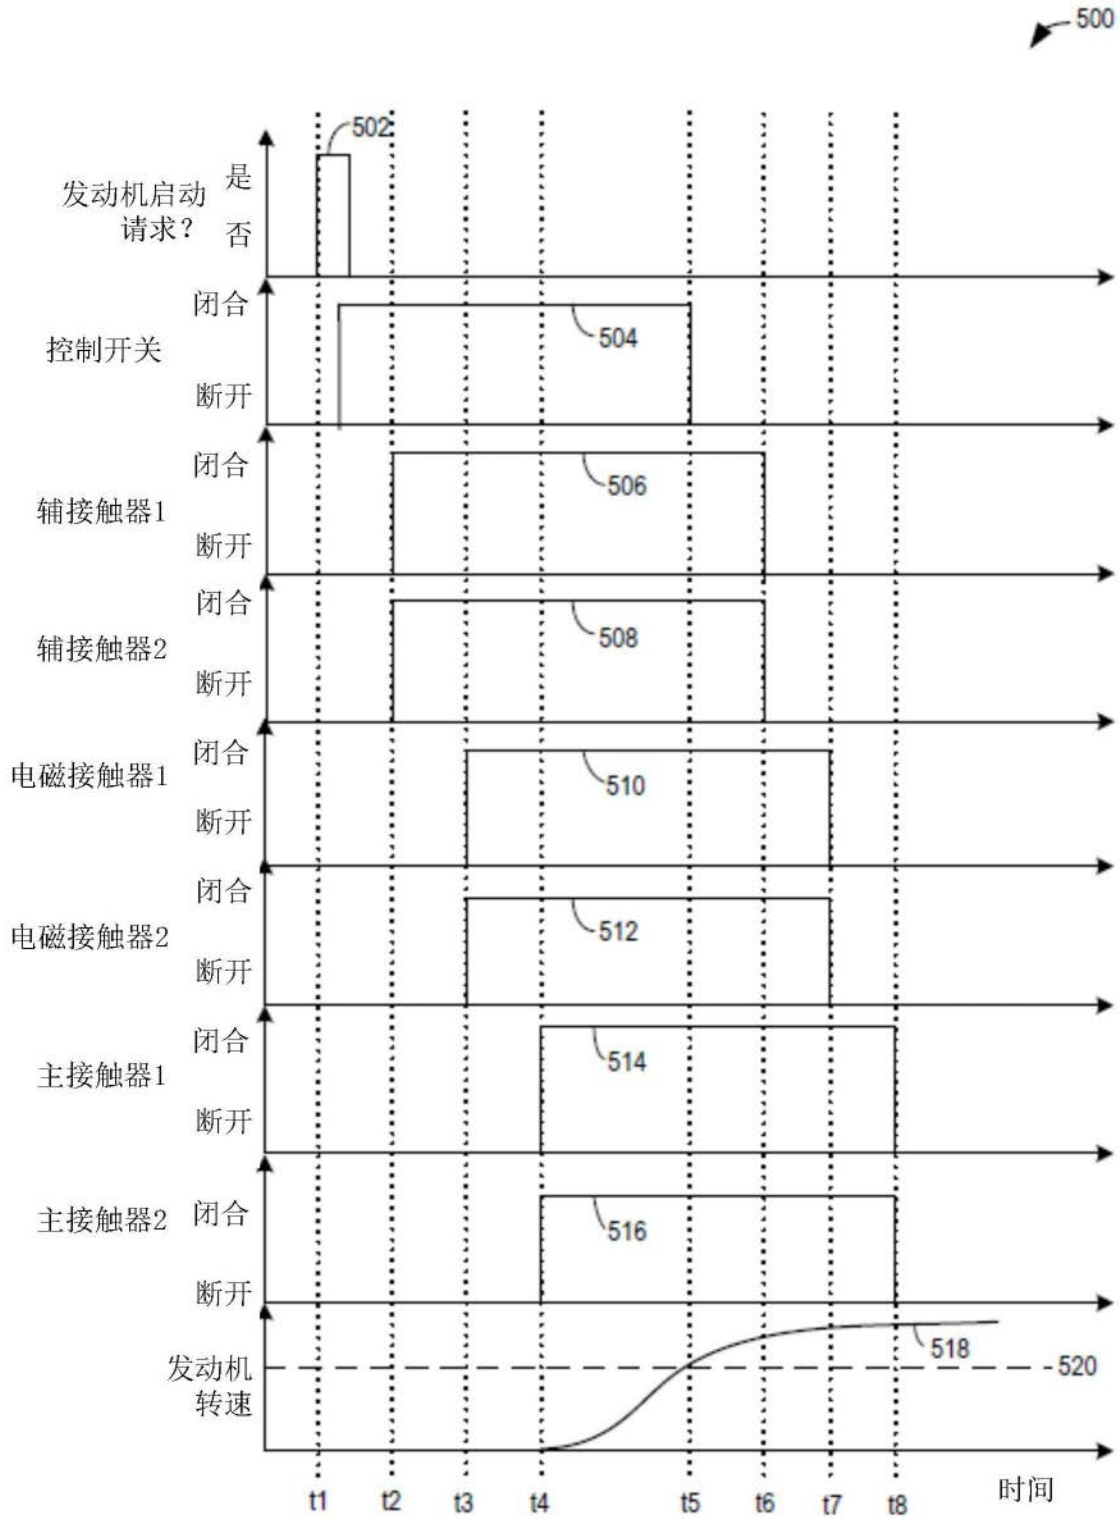 500
502
发动机启动
请求？
是
否
闭合
控制开关
504
断开
闭合
辅接触器1
506
断开
闭合
辅接触器2
508
断开
闭合
电磁接触器1
510
断开
闭合
电磁接触器2
512
断开
闭合
主接触器1
514
断开
主接触器2
闭合
516
断开
518
发动机
转速
520
t1 t2 t3 t4 t5 t6 t7 t8
时间